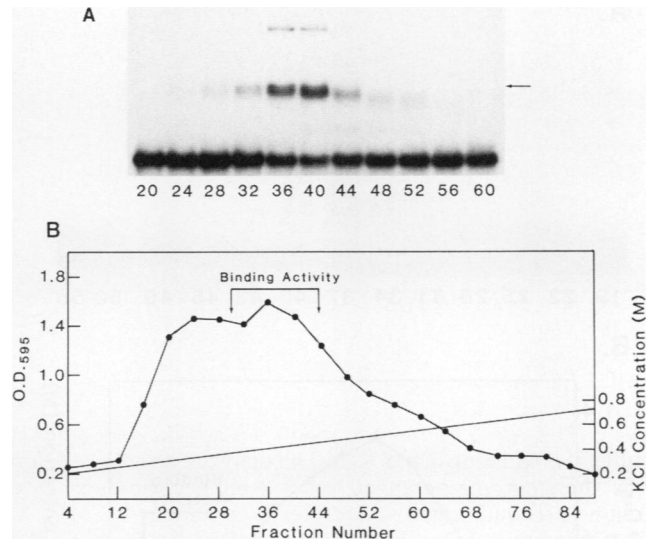 A
20 24 28 32 36 40 44 48 52 56 60
B
Binding Activity
1.8
1.4
1.0
0.6
0.2
O.D.595
0.8
0.6
0.4
0.2
KCl Concentration (M)
4 12 20 28 36 44 52 60 68 76 84
Fraction Number